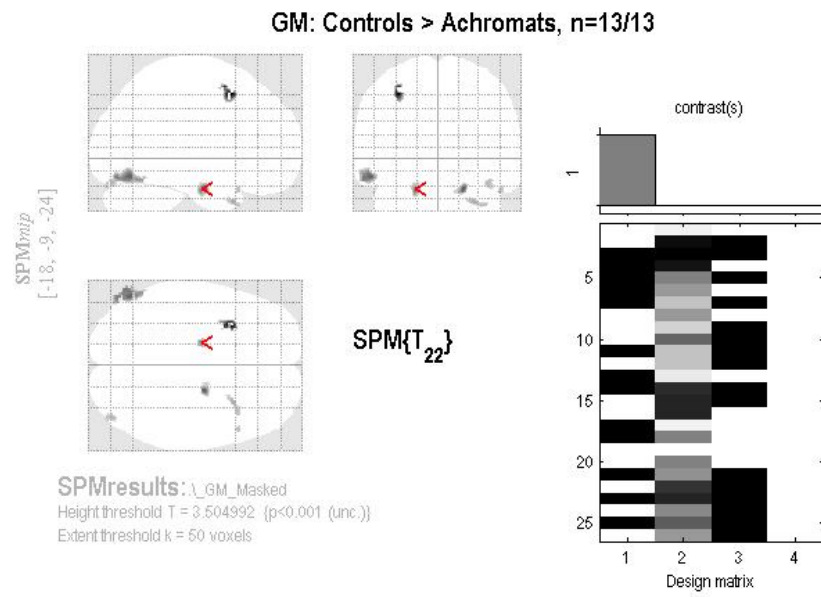 GM: Controls > Achromats, n=13/13
SPMmip
[-18, -9, -24]
<
<
<
SPM{T22}
SPMresults: .\_GM_Masked
Height threshold T = 3.504992 {p<0.001 (unc.)}
Extent threshold k = 50 voxels
contrast(s)
1
5
10
15
20
25
1 2 3 4
Design matrix